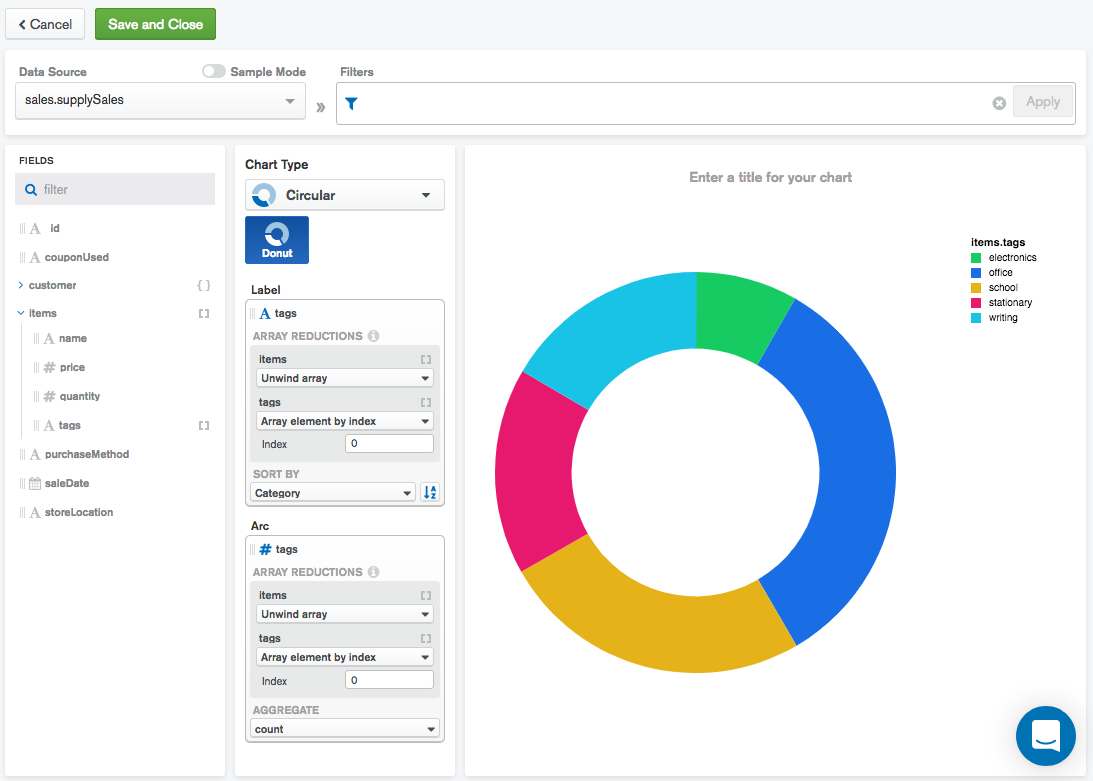 Cancel
Save and Close
Data Source
Sample Mode
Filters
sales.supplySales
»
Apply
FIELDS
filter
A id
A couponUsed
customer { }
items [ ]
A name
# price
# quantity
A tags [ ]
A purchaseMethod
saleDate
A storeLocation
Chart Type
Circular
Donut
Label
A tags
ARRAY REDUCTIONS i
items [ ]
Unwind array
tags [ ]
Array element by index
Index 0
SORT BY
Category
A
Z
Arc
# tags
ARRAY REDUCTIONS i
items [ ]
Unwind array
tags [ ]
Array element by index
Index 0
AGGREGATE
count
Enter a title for your chart
items.tags
electronics
office
school
stationary
writing